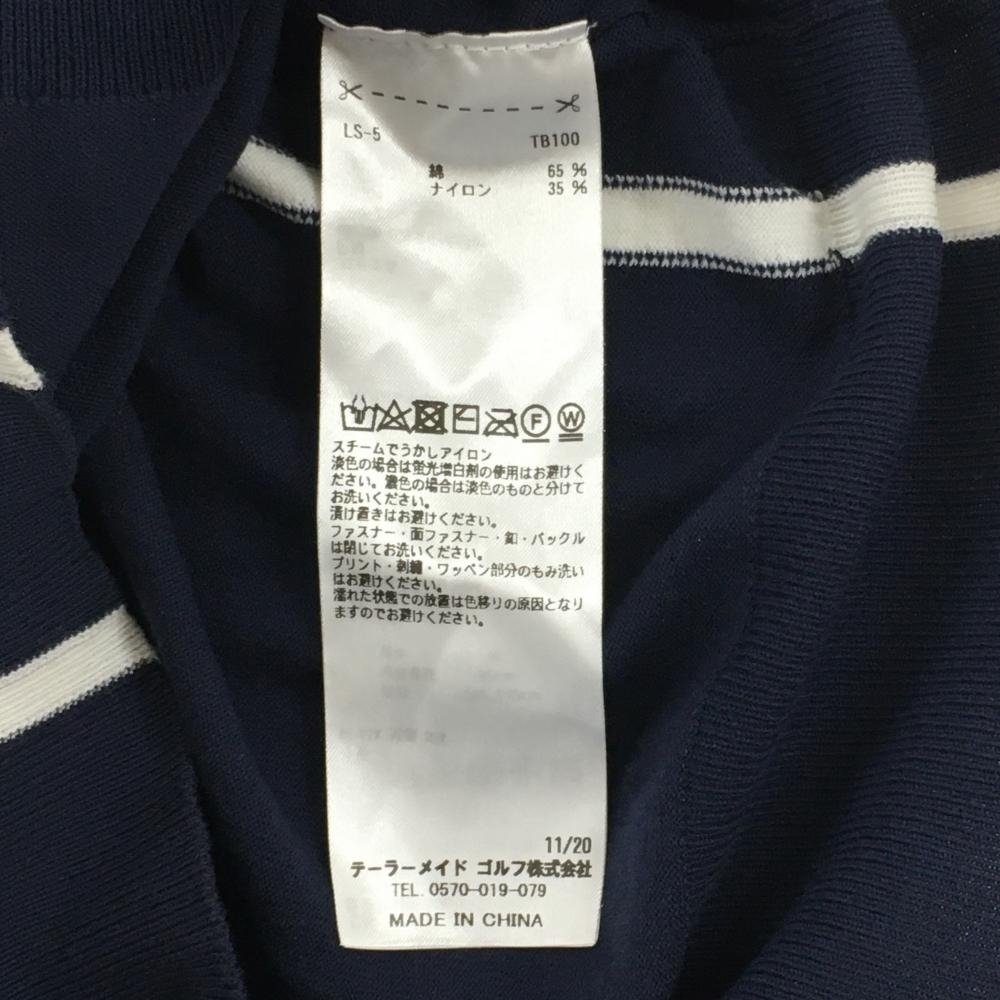 LS-5
TB100
綿 65 %
ナイロン 35 %
F W
スチームでうかしアイロン
淡色の場合は蛍光増白剤の使用はお避けく
ださい。濃色の場合は淡色のものと分けて
お洗いください。
漬け置きはお避けください。
ファスナー・面ファスナー・釦・バックル
は閉じてお洗いください。
プリント・刺繍・ワッペン部分のもみ洗い
はお避けください。
濡れた状態での放置は色移りの原因となり
ますのでお避けください。
11/20
テーラーメイド ゴルフ株式会社
TEL. 0570-019-079
MADE IN CHINA